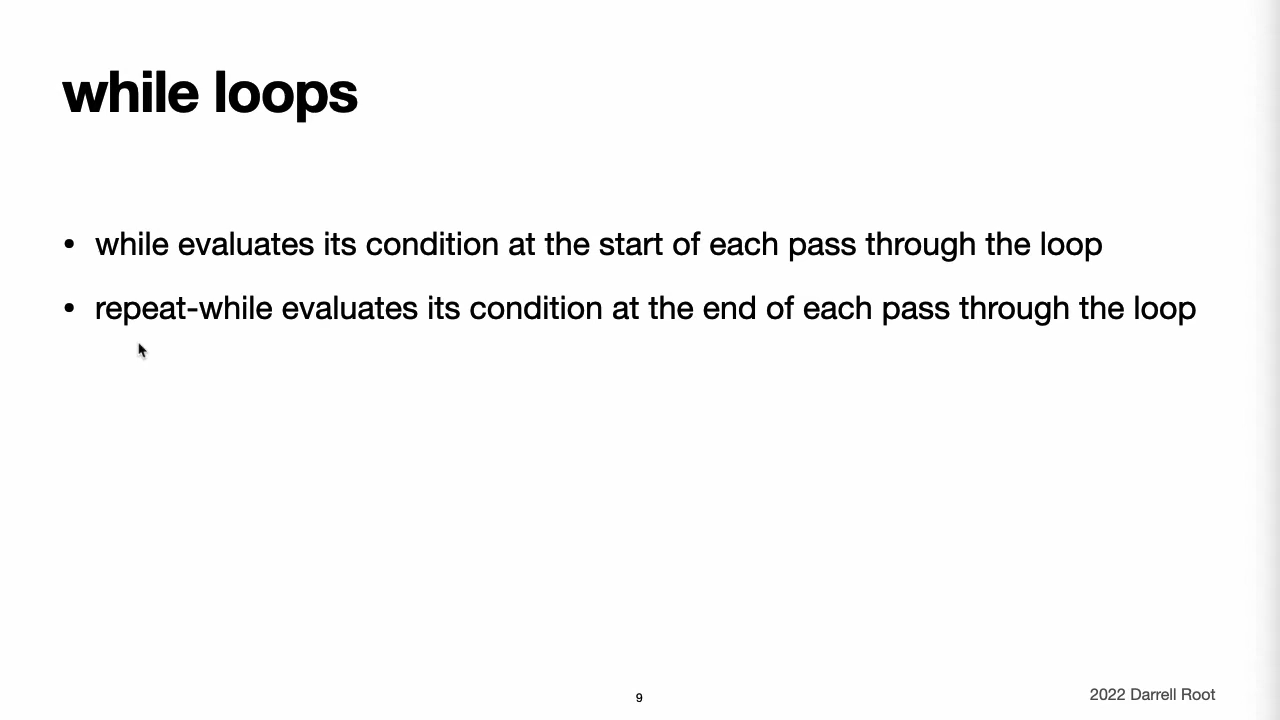 while loops
• while evaluates its condition at the start of each pass through the loop
• repeat-while evaluates its condition at the end of each pass through the loop
9
2022 Darrell Root